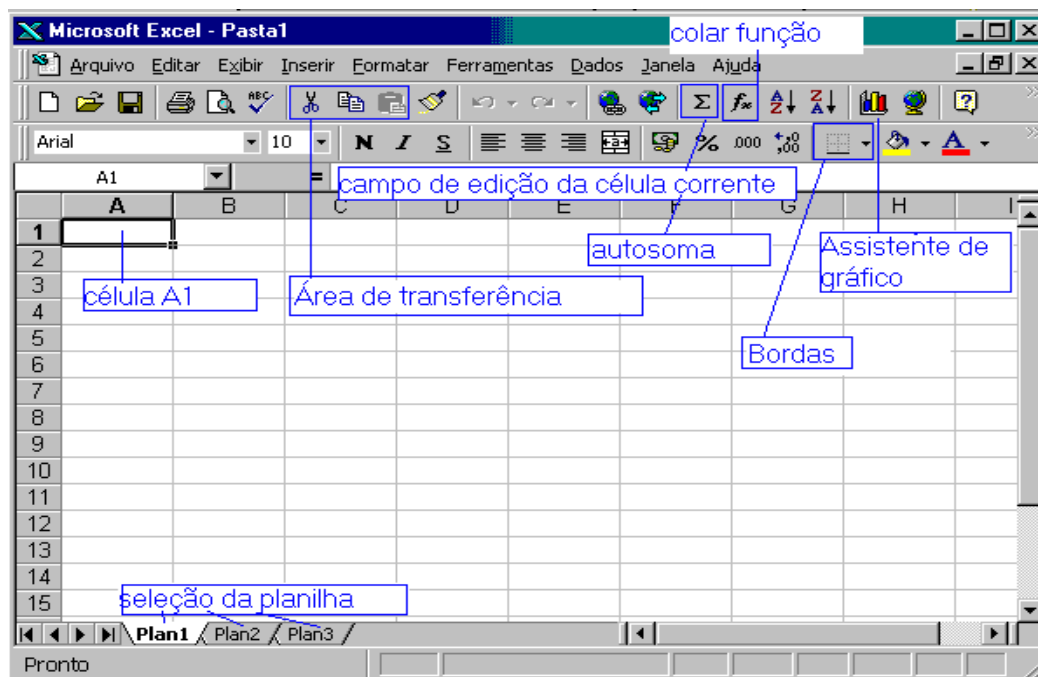 Microsoft Excel - Pasta1
colar função
Arquivo Editar Exibir Inserir Formatar Ferramentas Dados Janela Ajuda
ABC Σ f× A Z Z A ?
Arial 10 N I S a % 000 ,00 A
A1 = campo de edição da célula corrente
A B C D E F G H I
1
2
3
4
5
6
7
8
9
10
11
12
13
14
15
autosoma
Assistente de
gráfico
célula A1
Área de transferência
Bordas
seleção da planilha
Plan1 Plan2 Plan3
Pronto